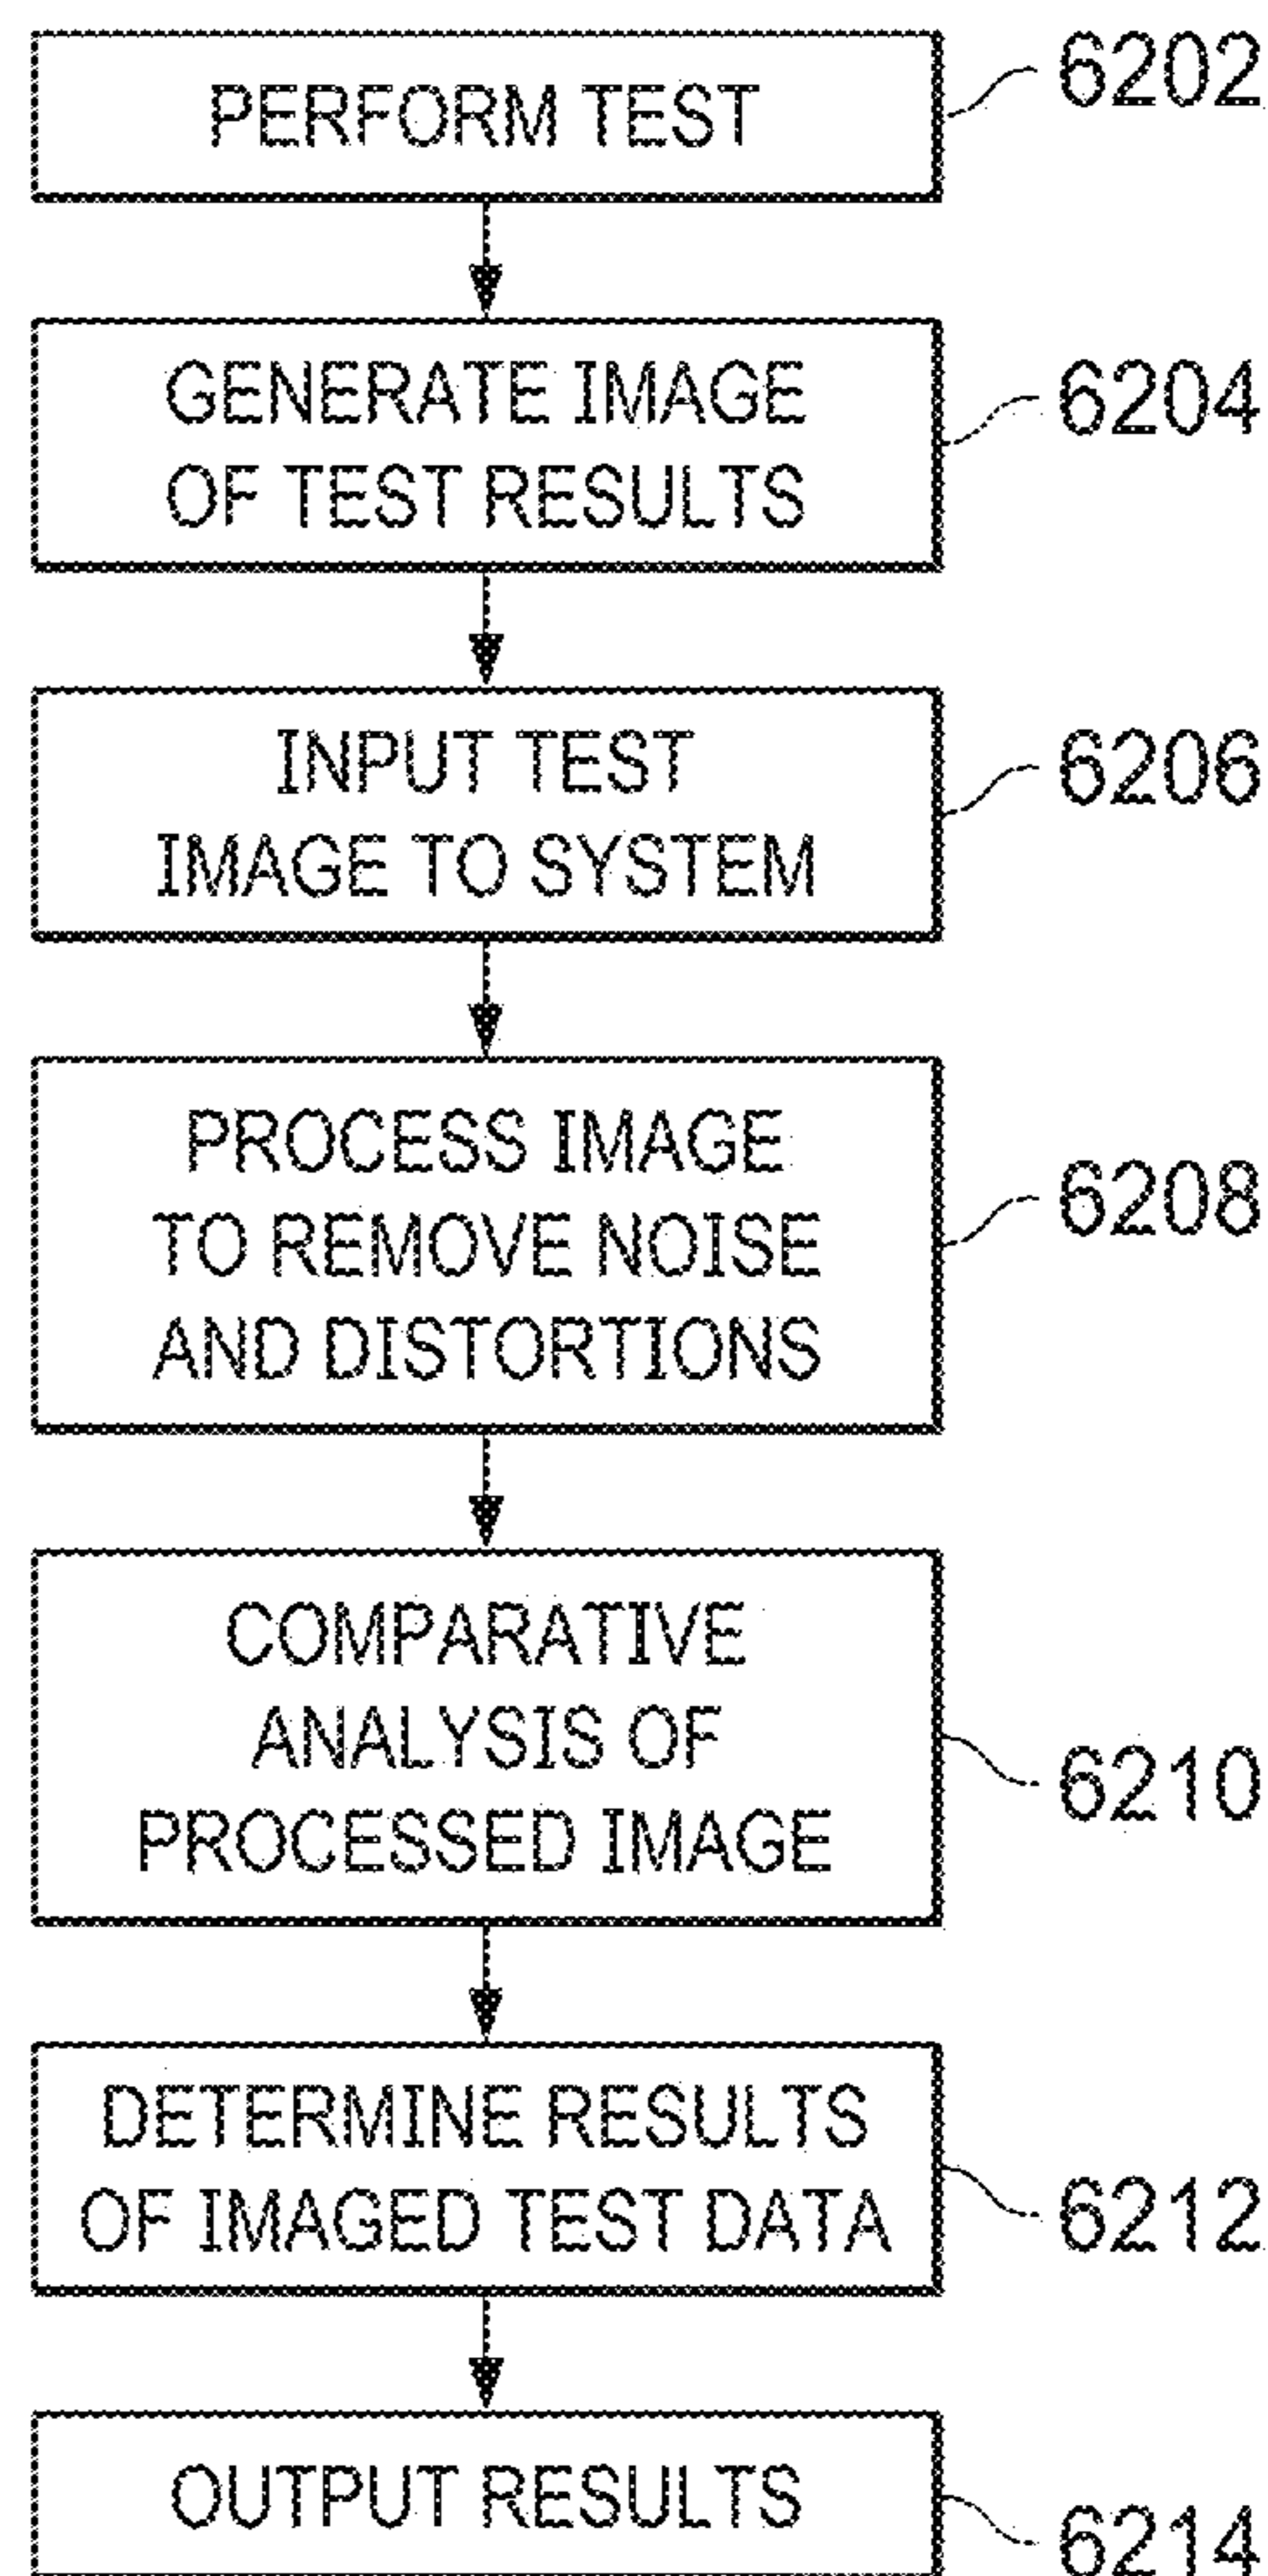 PERFORM TEST
6202
GENERATE IMAGE
OF TEST RESULTS
6204
INPUT TEST
IMAGE TO SYSTEM
6206
PROCESS IMAGE
TO REMOVE NOISE
AND DISTORTIONS
6208
COMPARATIVE
ANALYSIS OF
PROCESSED IMAGE
6210
DETERMINE RESULTS
OF IMAGED TEST DATA
6212
OUTPUT RESULTS
6214